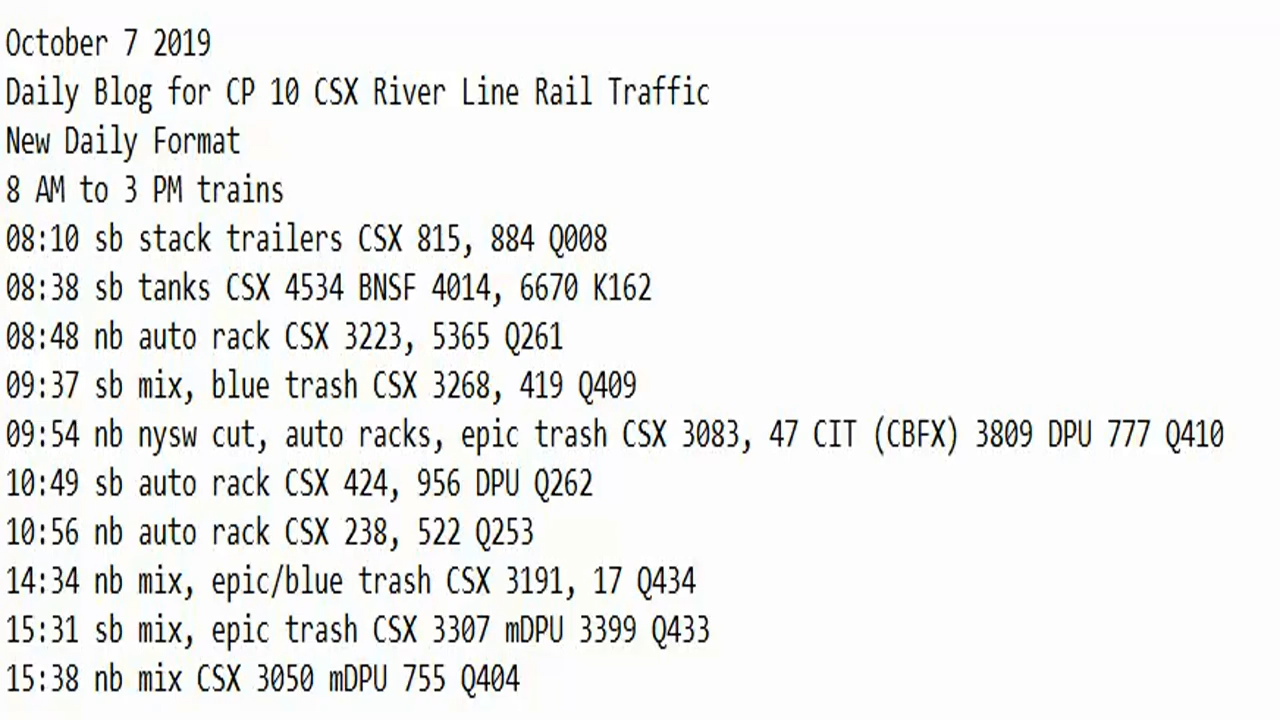 October 7 2019
Daily Blog for CP 10 CSX River Line Rail Traffic
New Daily Format
8 AM to 3 PM trains
08:10 sb stack trailers CSX 815, 884 Q008
08:38 sb tanks CSX 4534 BNSF 4014, 6670 K162
08:48 nb auto rack CSX 3223, 5365 Q261
09:37 sb mix, blue trash CSX 3268, 419 Q409
09:54 nb nysw cut, auto racks, epic trash CSX 3083, 47 CIT (CBFX) 3809 DPU 777 Q410
10:49 sb auto rack CSX 424, 956 DPU Q262
10:56 nb auto rack CSX 238, 522 Q253
14:34 nb mix, epic/blue trash CSX 3191, 17 Q434
15:31 sb mix, epic trash CSX 3307 mDPU 3399 Q433
15:38 nb mix CSX 3050 mDPU 755 Q404